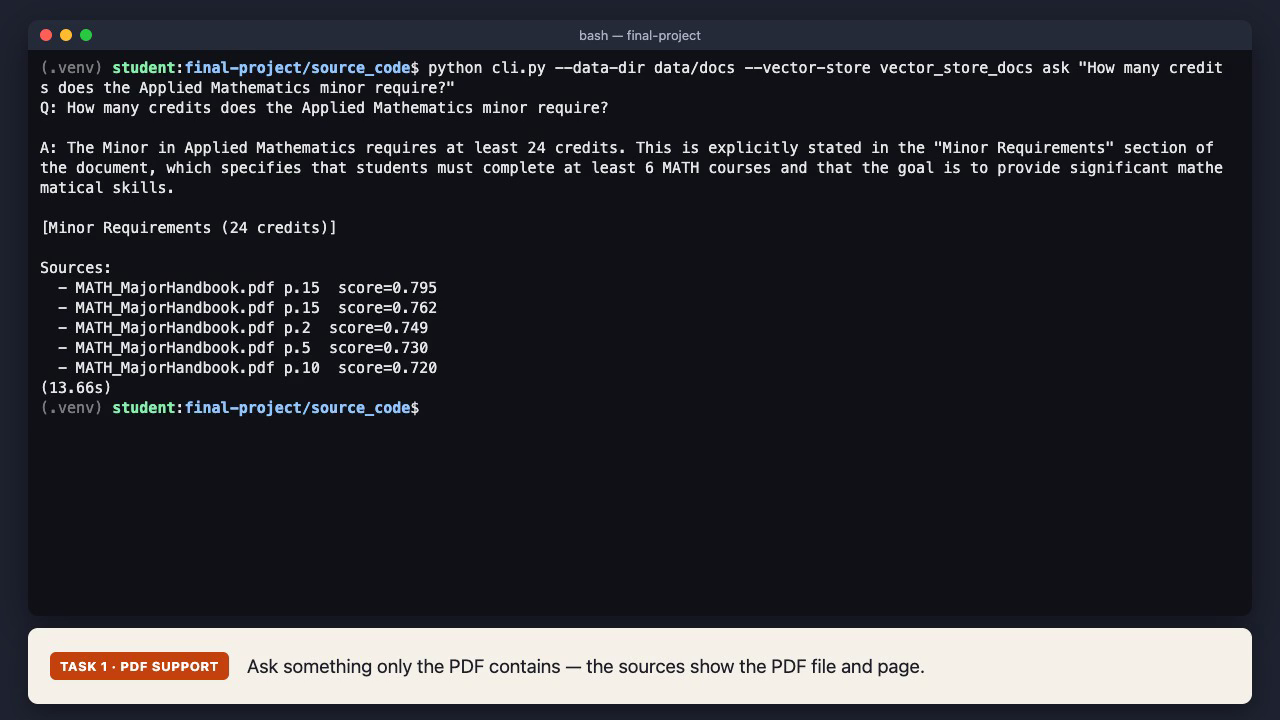 bash — final-project
(.venv) student:final-project/source_code$ python cli.py --data-dir data/docs --vector-store vector_store_docs ask "How many credit
s does the Applied Mathematics minor require?"
Q: How many credits does the Applied Mathematics minor require?
A: The Minor in Applied Mathematics requires at least 24 credits. This is explicitly stated in the "Minor Requirements" section of
the document, which specifies that students must complete at least 6 MATH courses and that the goal is to provide significant mathe
matical skills.
[Minor Requirements (24 credits)]
Sources:
- MATH_MajorHandbook.pdf p.15  score=0.795
- MATH_MajorHandbook.pdf p.15  score=0.762
- MATH_MajorHandbook.pdf p.2  score=0.749
- MATH_MajorHandbook.pdf p.5  score=0.730
- MATH_MajorHandbook.pdf p.10  score=0.720
(13.66s)
(.venv) student:final-project/source_code$
TASK 1 · PDF SUPPORT Ask something only the PDF contains — the sources show the PDF file and page.